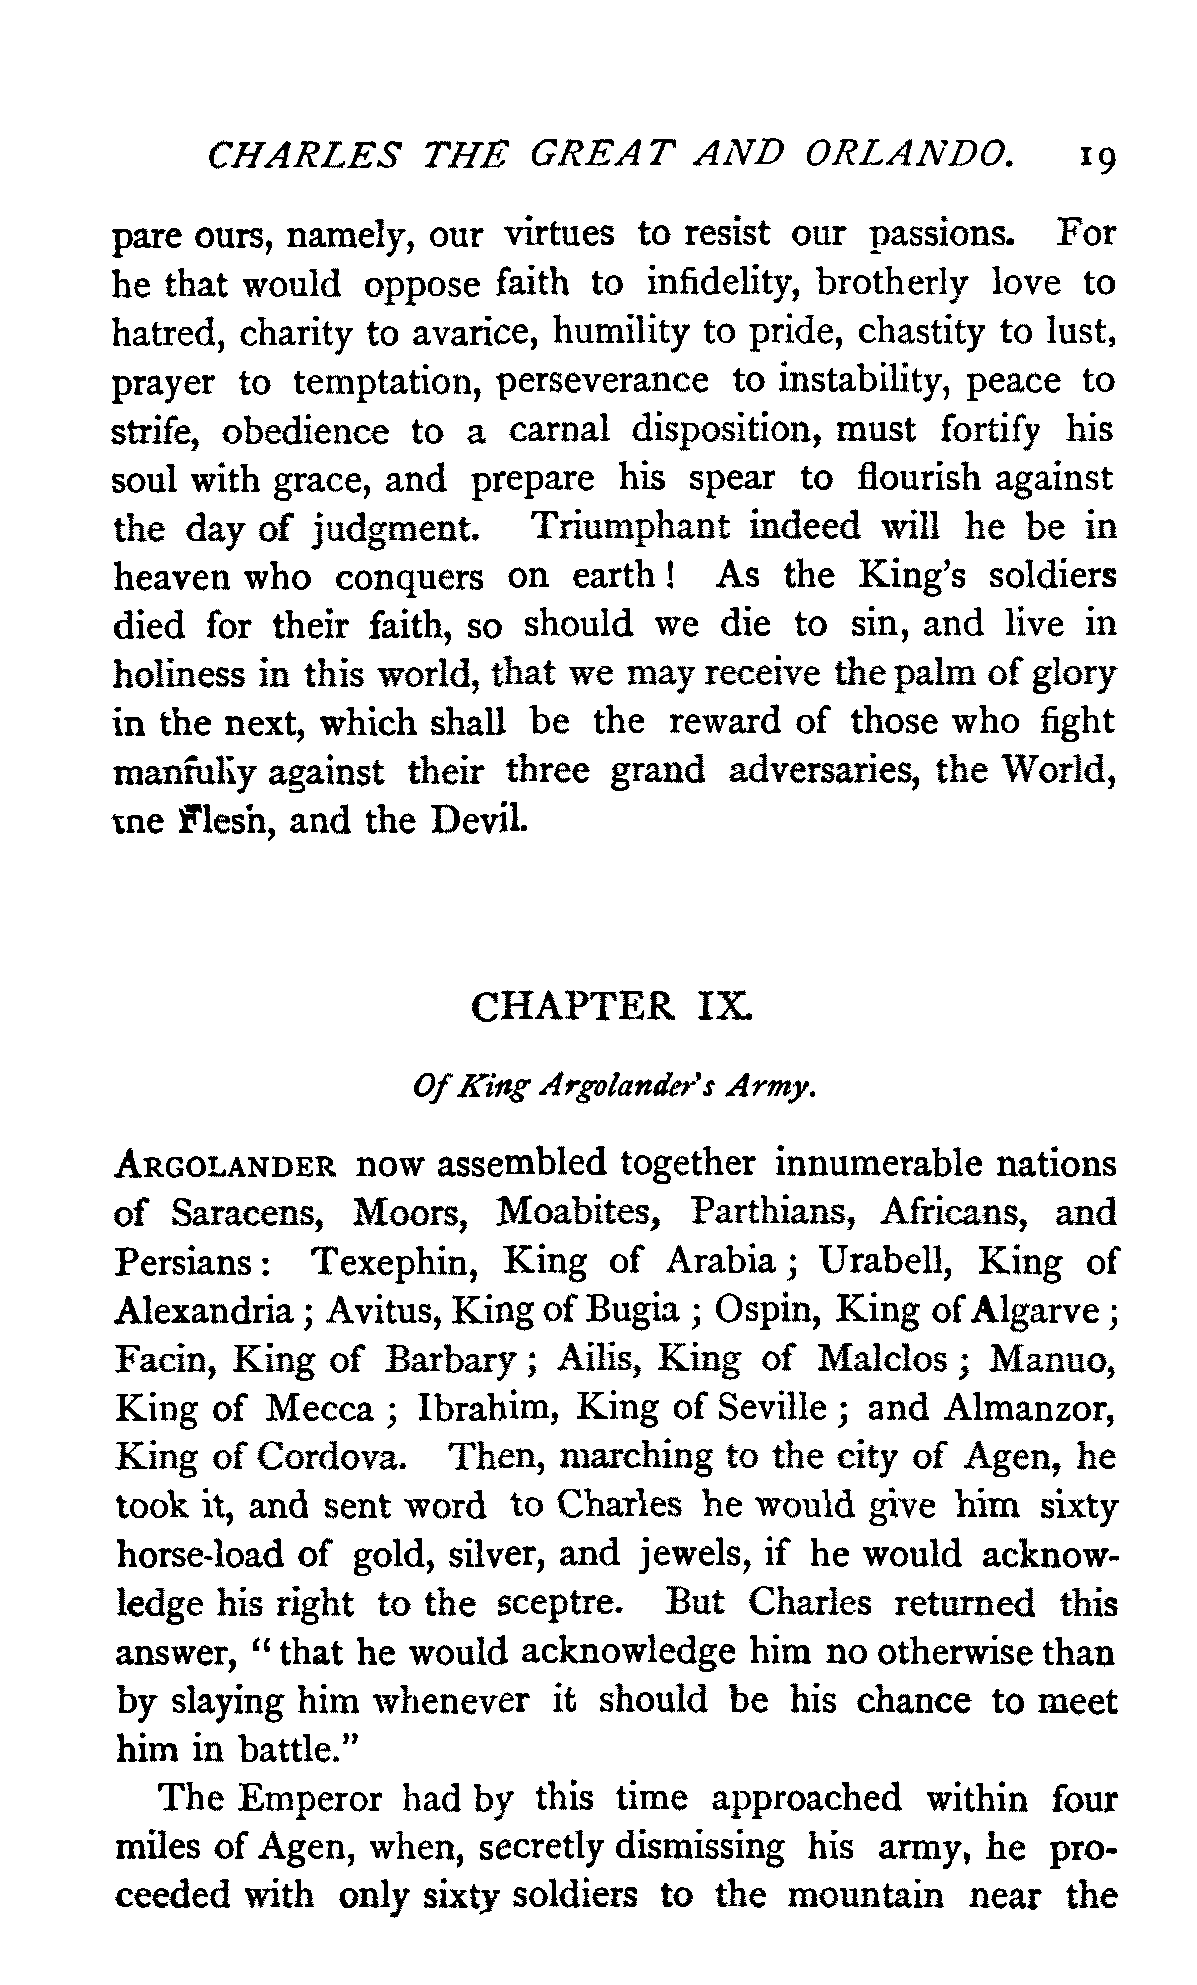 CHARLES THE GREAT AND ORLANDO. 19
pare ours, namely, our virtues to resist our passions. For
he that would oppose faith to infidelity, brotherly love to
hatred, charity to avarice, humility to pride, chastity to lust,
prayer to temptation, perseverance to instability, peace to
strife, obedience to a carnal disposition, must fortify his
soul with grace, and prepare his spear to flourish against
the day of judgment. Triumphant indeed will he be in
heaven who conquers on earth! As the King's soldiers
died for their faith, so should we die to sin, and live in
holiness in this world, that we may receive the palm of glory
in the next, which shall be the reward of those who fight
manfully against their three grand adversaries, the World,
the Flesh, and the Devil.
CHAPTER IX.
Of King Argolander's Army.
ARGOLANDER now assembled together innumerable nations
of Saracens, Moors, Moabites, Parthians, Africans, and
Persians: Texephin, King of Arabia; Urabell, King of
Alexandria; Avitus, King of Bugia; Ospin, King of Algarve;
Facin, King of Barbary; Ailis, King of Malclos; Manuo,
King of Mecca; Ibrahim, King of Seville; and Almanzor,
King of Cordova. Then, marching to the city of Agen, he
took it, and sent word to Charles he would give him sixty
horse-load of gold, silver, and jewels, if he would acknow-
ledge his right to the sceptre. But Charles returned this
answer, "that he would acknowledge him no otherwise than
by slaying him whenever it should be his chance to meet
him in battle."
The Emperor had by this time approached within four
miles of Agen, when, secretly dismissing his army, he pro-
ceeded with only sixty soldiers to the mountain near the